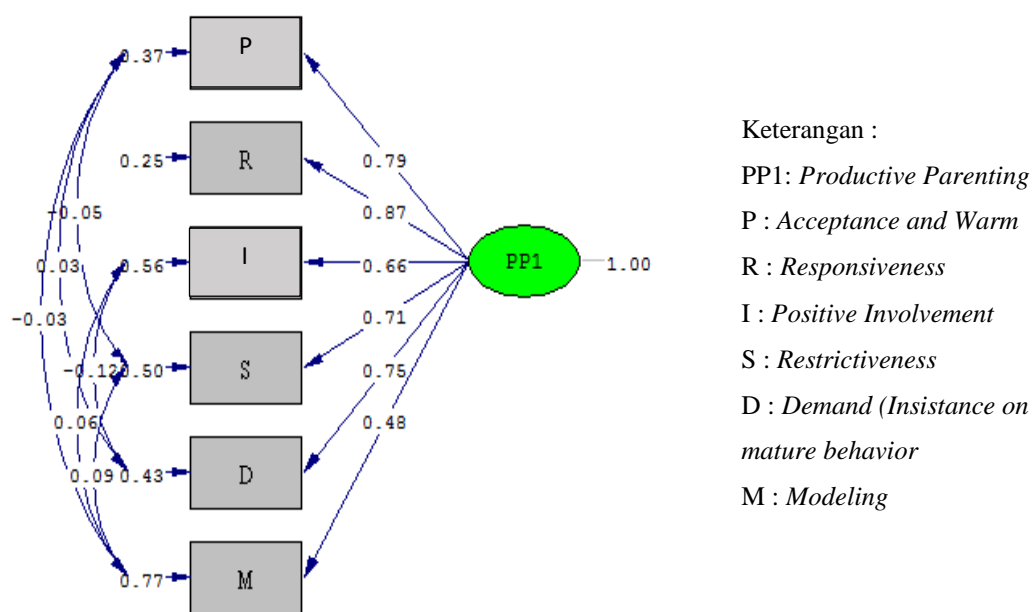 P
0.37
R
0.25
0.79
-0.05
0.87
I
0.03
0.56
0.66
PP1
1.00
-0.03
0.71
S
-0.12
0.50
0.75
0.06
0.48
D
0.09
0.43
M
0.77
Keterangan :
PP1: Productive Parenting
P : Acceptance and Warm
R : Responsiveness
I : Positive Involvement
S : Restrictiveness
D : Demand (Insistance on
mature behavior
M : Modeling